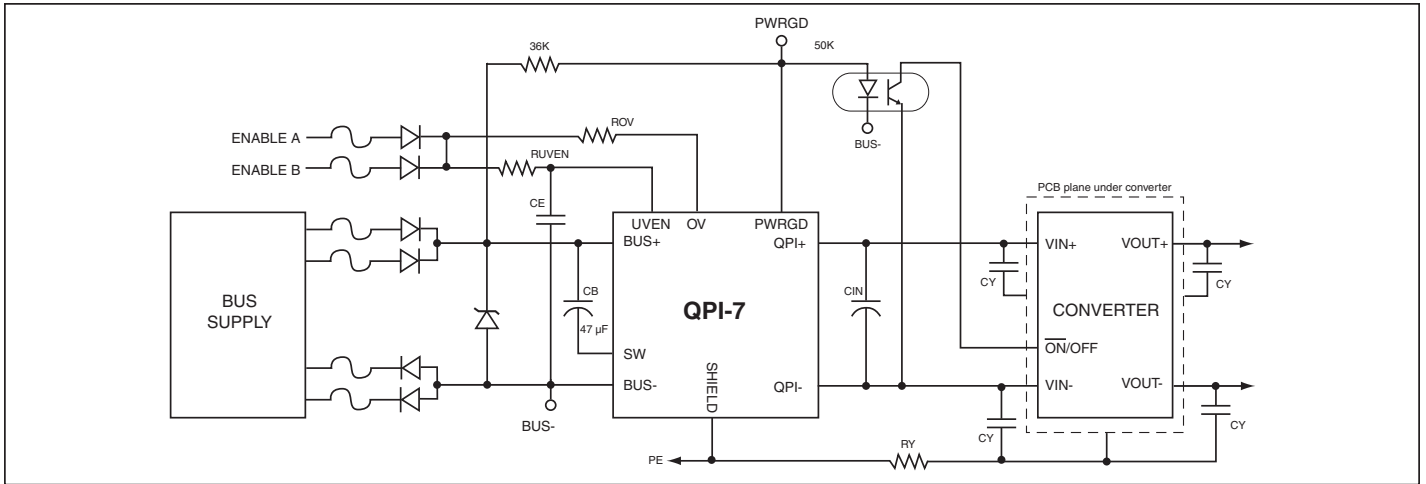 PWRGD
36K
50K
ENABLE A
ROV
BUS-
ENABLE B
RUVEN
PCB plane under converter
CE
UVEN OV PWRGD
BUS+ QPI+
VIN+ VOUT+
CY
CY
BUS
SUPPLY
CB
QPI-7
CIN
CONVERTER
47 µF
SW
ON/OFF
BUS- SHIELD QPI-
VIN- VOUT-
BUS-
CY
CY
PE
RY